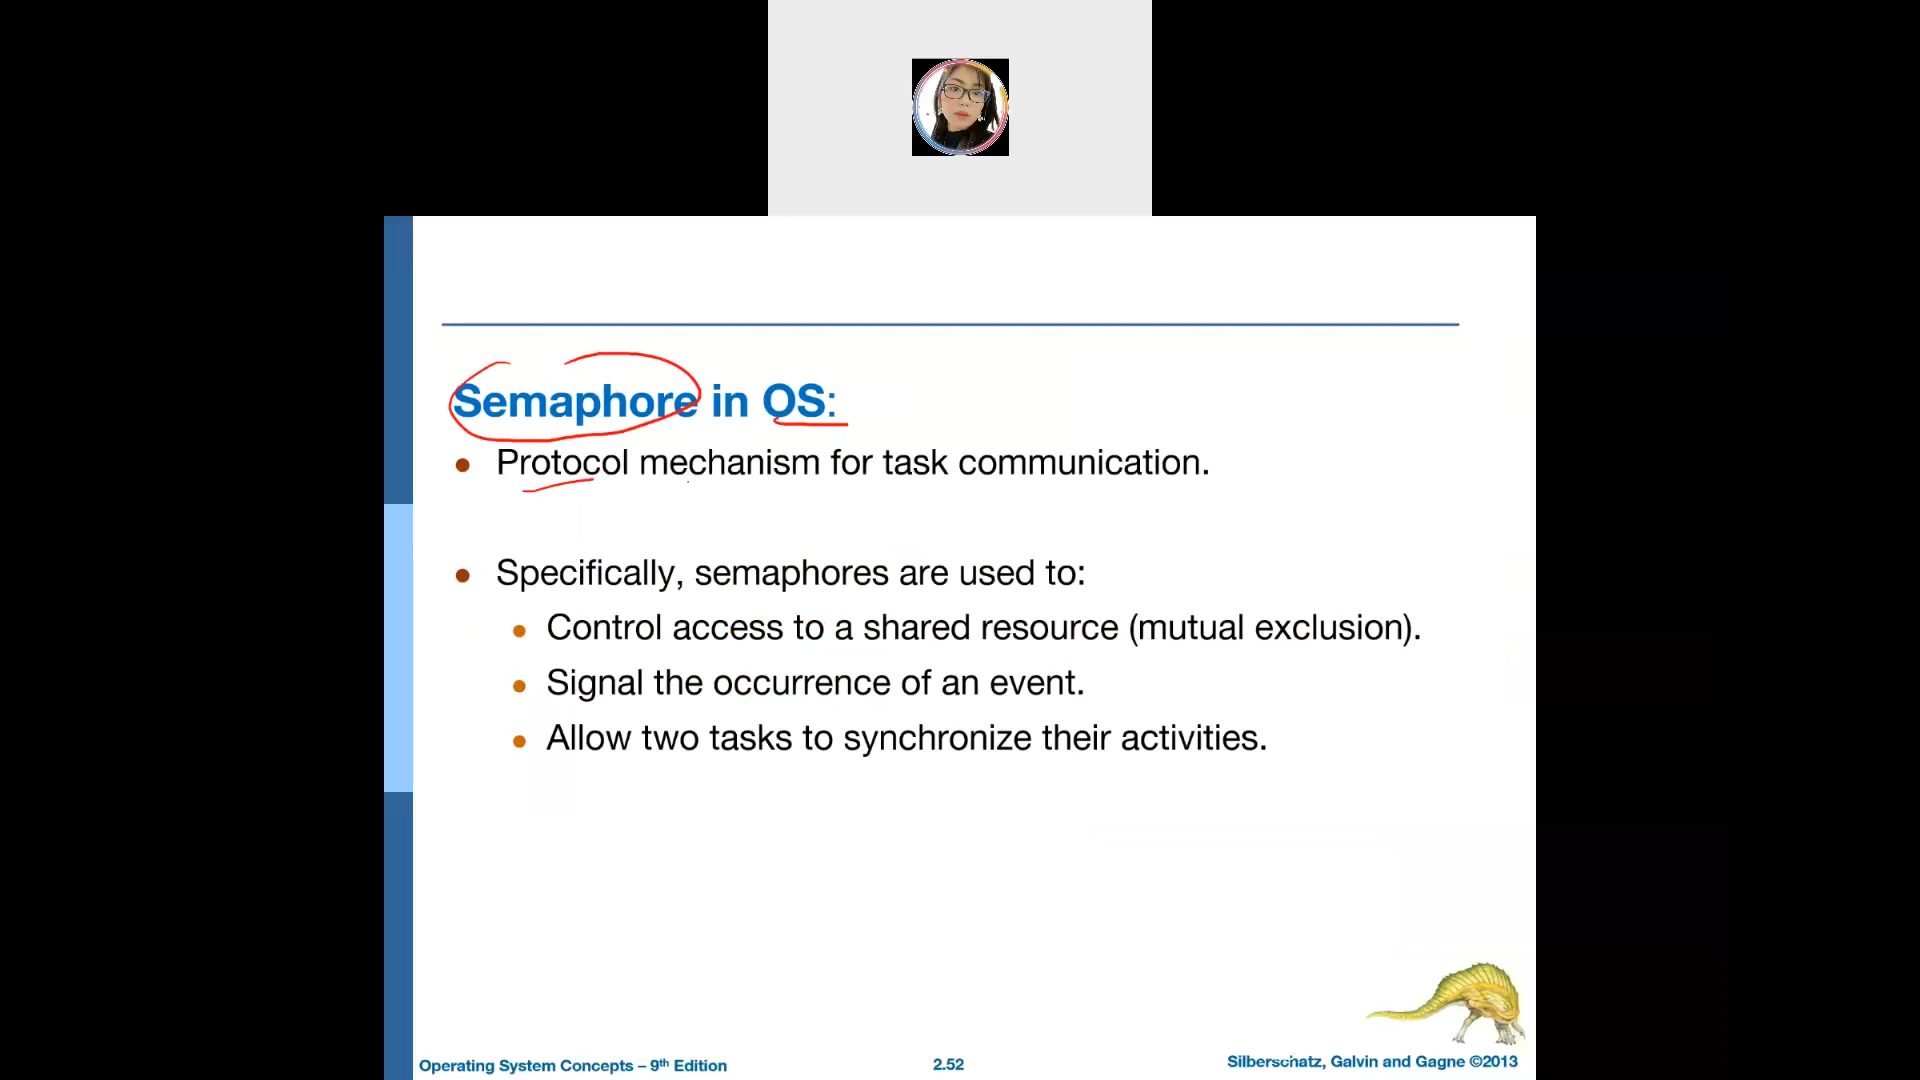 Semaphore in OS:
Protocol mechanism for task communication.
Specifically, semaphores are used to:
Control access to a shared resource (mutual exclusion).
Signal the occurrence of an event.
Allow two tasks to synchronize their activities.
Operating System Concepts – 9th Edition
2.52
Silberschatz, Galvin and Gagne ©2013